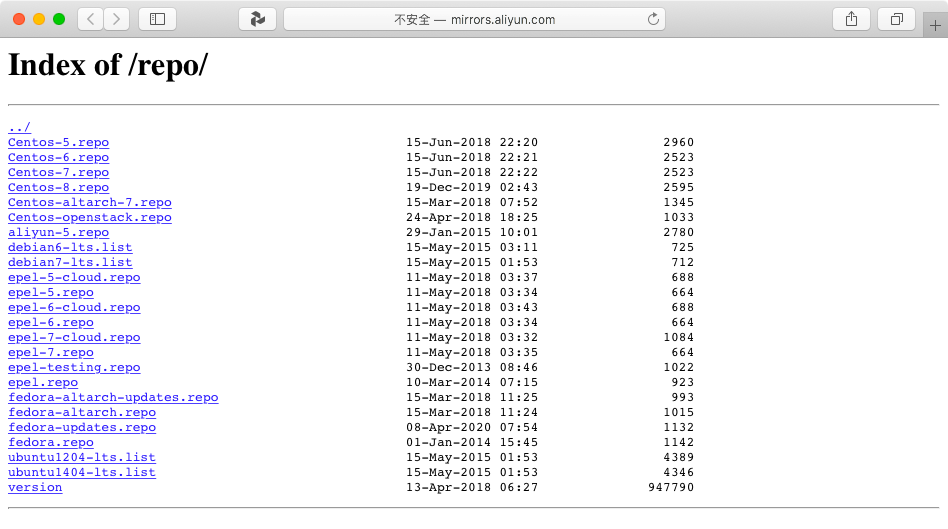 不安全 — mirrors.aliyun.com
Index of /repo/
../
Centos-5.repo 15-Jun-2018 22:20 2960
Centos-6.repo 15-Jun-2018 22:21 2523
Centos-7.repo 15-Jun-2018 22:22 2523
Centos-8.repo 19-Dec-2019 02:43 2595
Centos-altarch-7.repo 15-Mar-2018 07:52 1345
Centos-openstack.repo 24-Apr-2018 18:25 1033
aliyun-5.repo 29-Jan-2015 10:01 2780
debian6-lts.list 15-May-2015 03:11 725
debian7-lts.list 15-May-2015 01:53 712
epel-5-cloud.repo 11-May-2018 03:37 688
epel-5.repo 11-May-2018 03:34 664
epel-6-cloud.repo 11-May-2018 03:43 688
epel-6.repo 11-May-2018 03:34 664
epel-7-cloud.repo 11-May-2018 03:32 1084
epel-7.repo 11-May-2018 03:35 664
epel-testing.repo 30-Dec-2013 08:46 1022
epel.repo 10-Mar-2014 07:15 923
fedora-altarch-updates.repo 15-Mar-2018 11:25 993
fedora-altarch.repo 15-Mar-2018 11:24 1015
fedora-updates.repo 08-Apr-2020 07:54 1132
fedora.repo 01-Jan-2014 15:45 1142
ubuntu1204-lts.list 15-May-2015 01:53 4389
ubuntu1404-lts.list 15-May-2015 01:53 4346
version 13-Apr-2018 06:27 947790